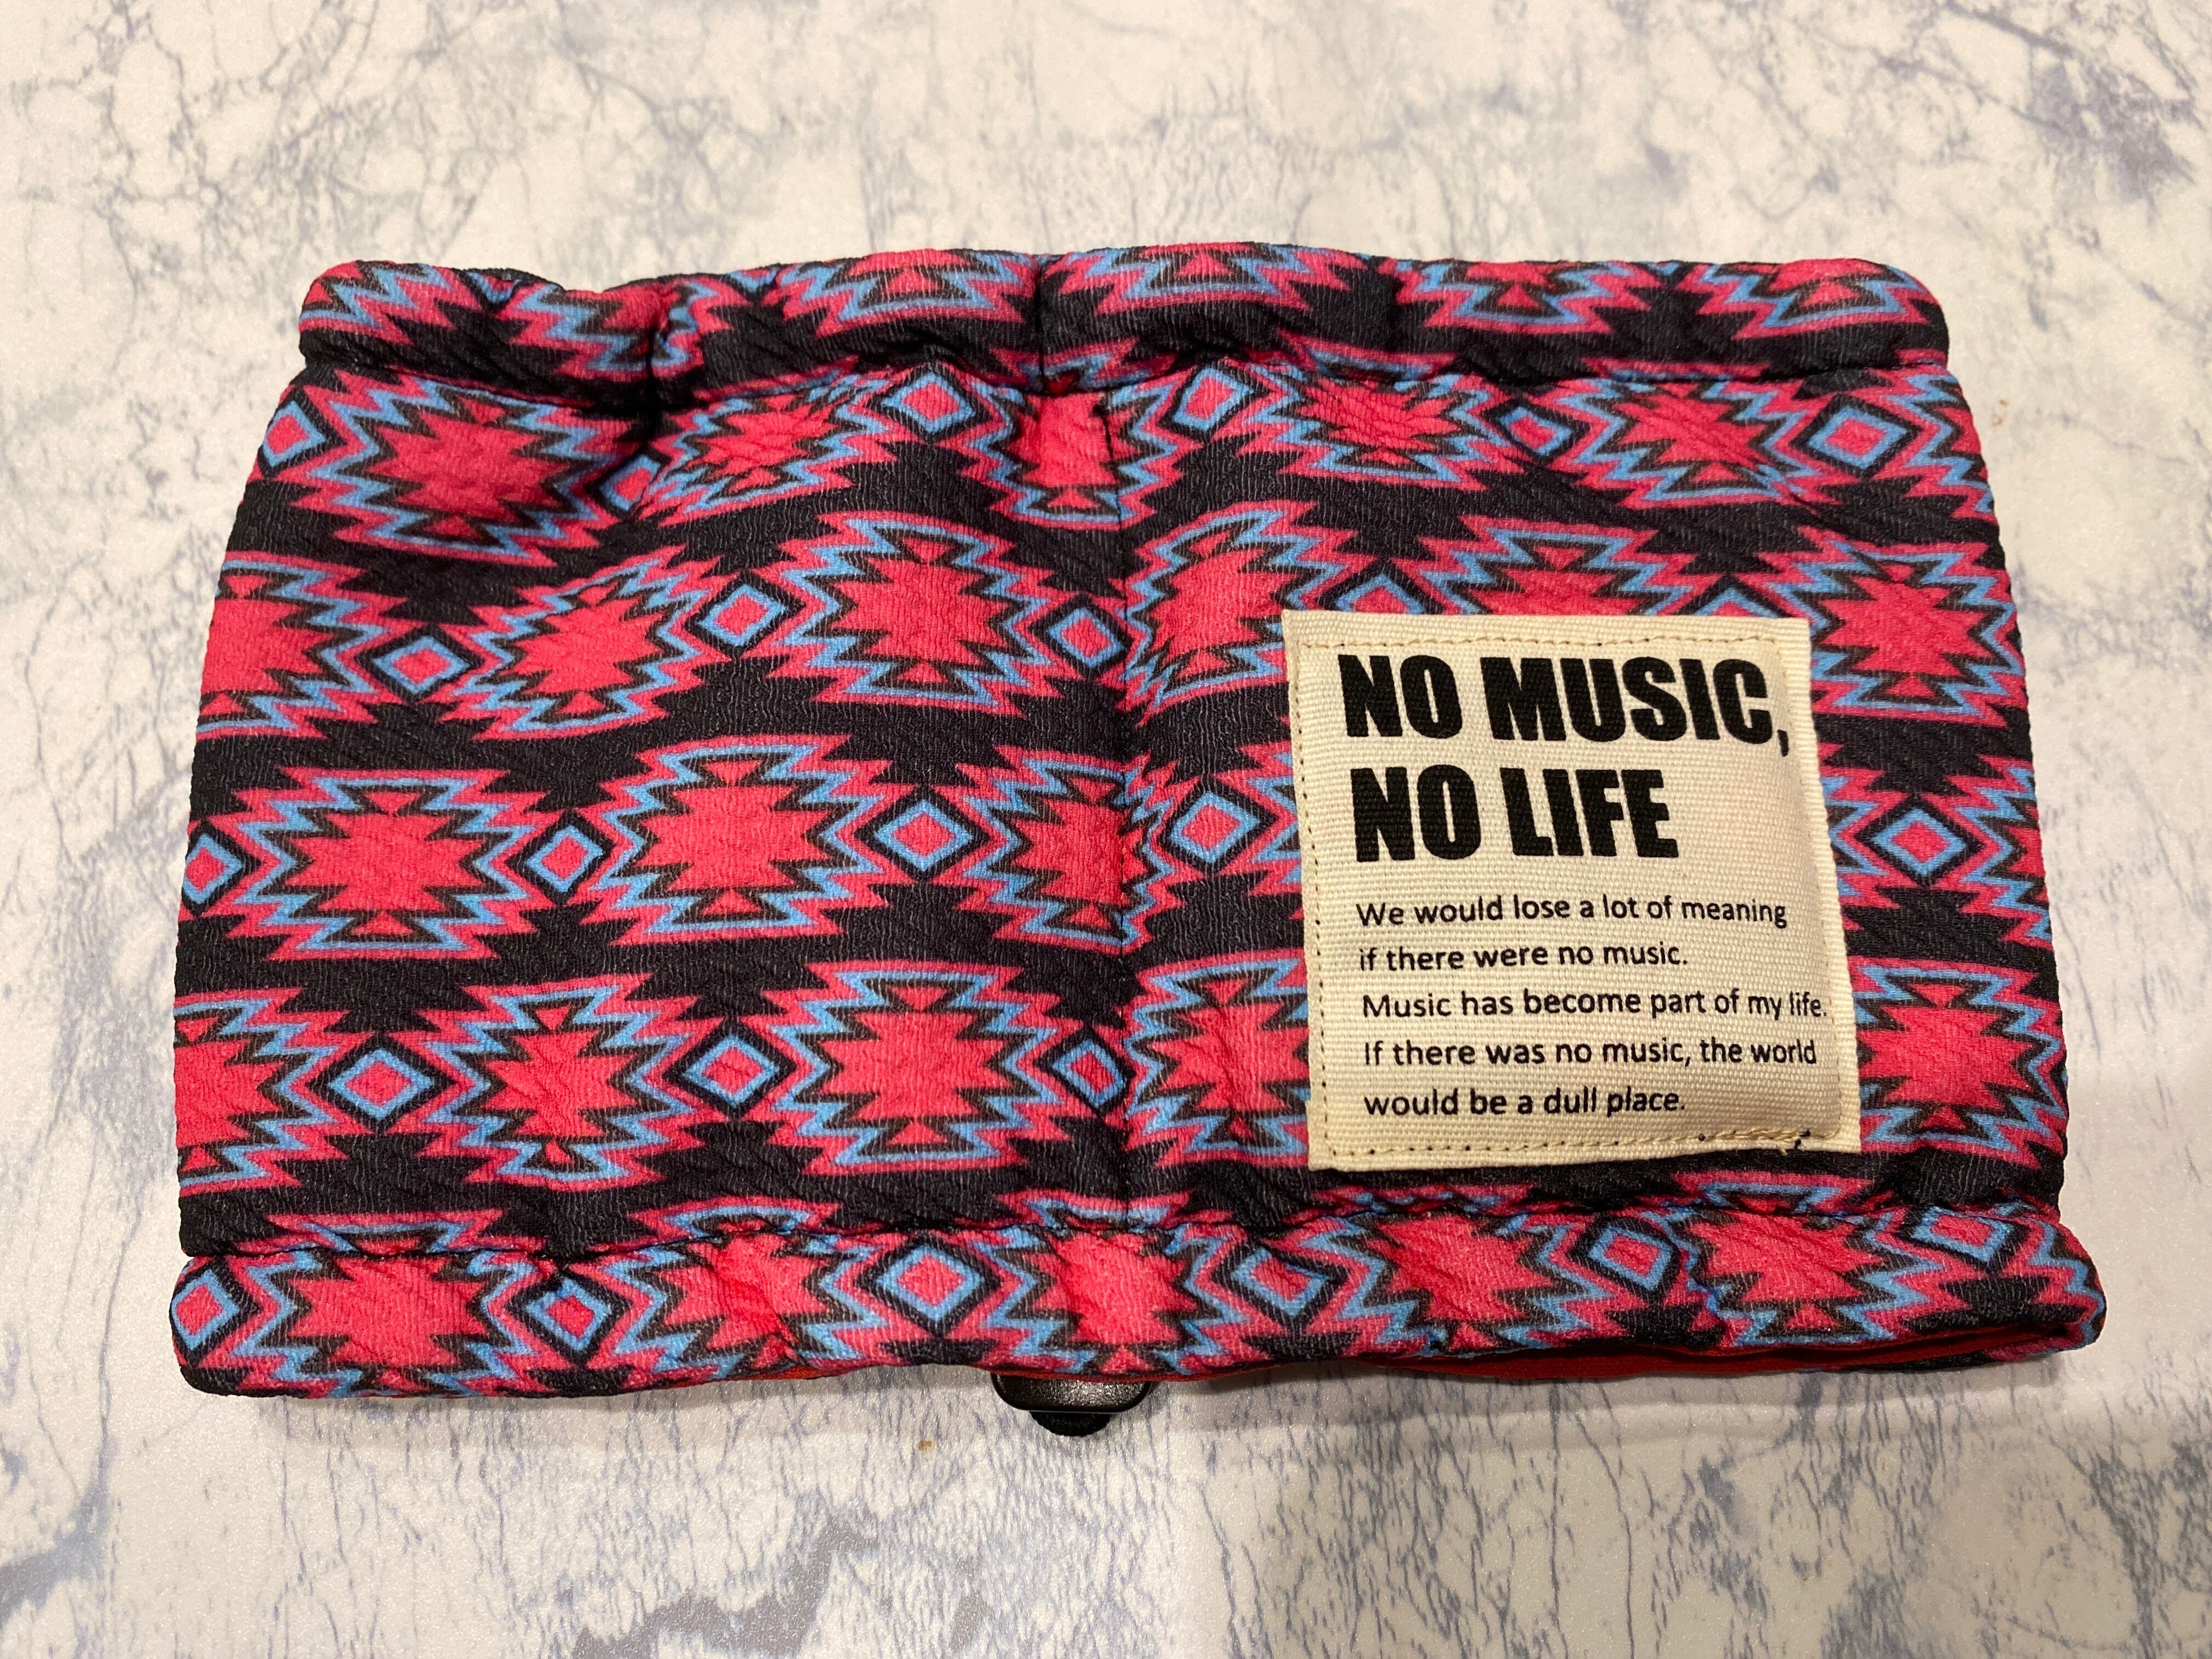 NO MUSIC,
NO LIFE
We would lose a lot of meaning
if there were no music.
Music has become part of my life.
If there was no music, the world
would be a dull place.